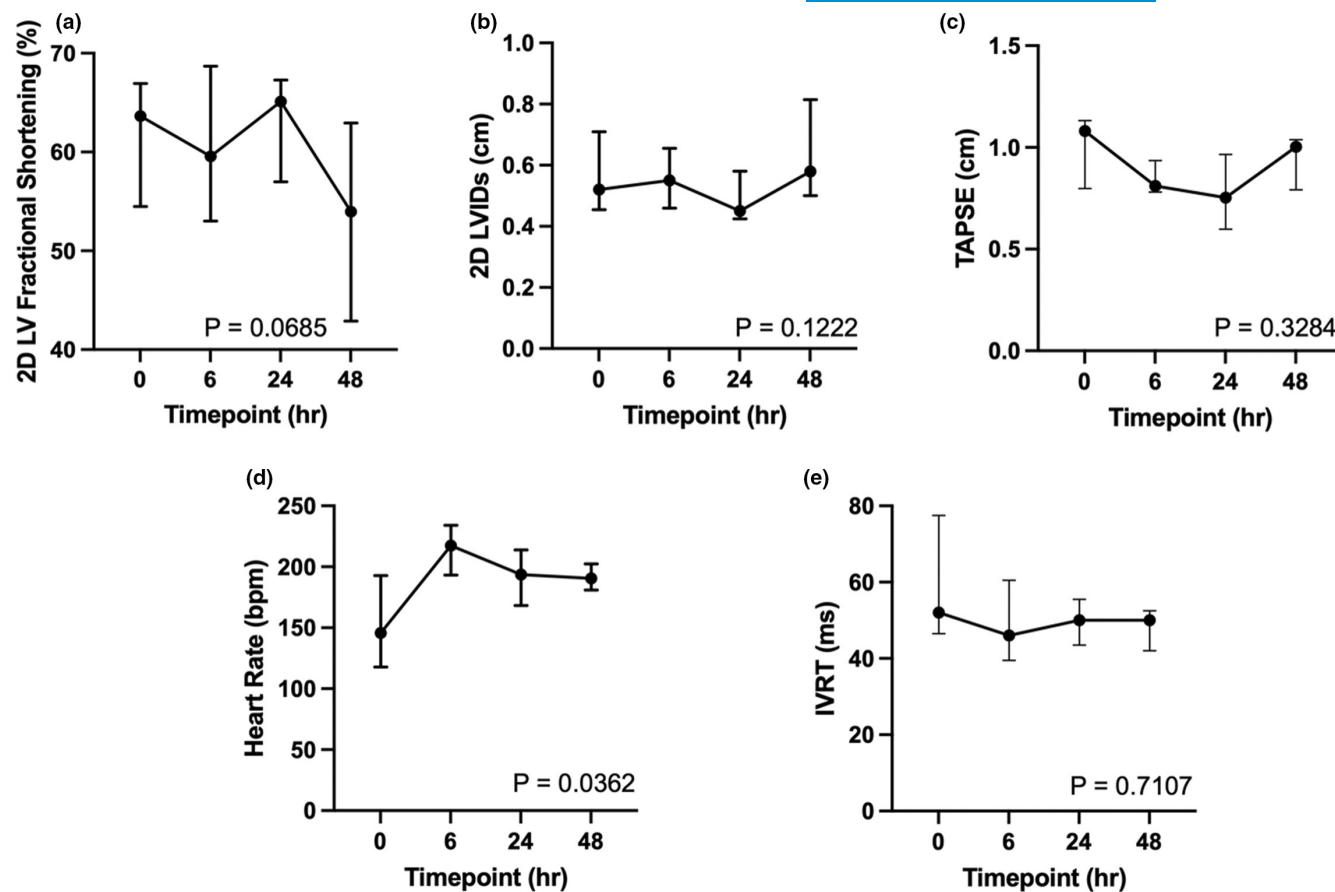 (a)
2D LV Fractional Shortening (%)
70
60
50
40
P = 0.0685
0 6 24 48
Timepoint (hr)
(b)
2D LVIDs (cm)
1.0
0.8
0.6
0.4
0.2
0.0
P = 0.1222
0 6 24 48
Timepoint (hr)
(c)
TAPSE (cm)
1.5
1.0
0.5
0.0
P = 0.3284
0 6 24 48
Timepoint (hr)
(d)
Heart Rate (bpm)
250
200
150
100
50
0
P = 0.0362
0 6 24 48
Timepoint (hr)
(e)
IVRT (ms)
80
60
40
20
0
P = 0.7107
0 6 24 48
Timepoint (hr)